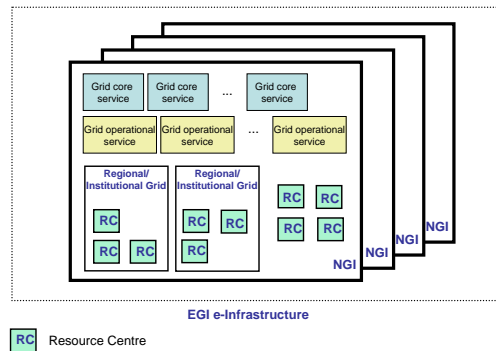 Grid core service
Grid core service
...
Grid core service
Grid operational service
Grid operational service
...
Grid operational service
Regional/
Institutional Grid
RC
RC
RC
Regional/
Institutional Grid
RC
RC
RC
RC
RC
RC
RC
NGI
NGI
NGI
NGI
EGI e-Infrastructure
RC Resource Centre